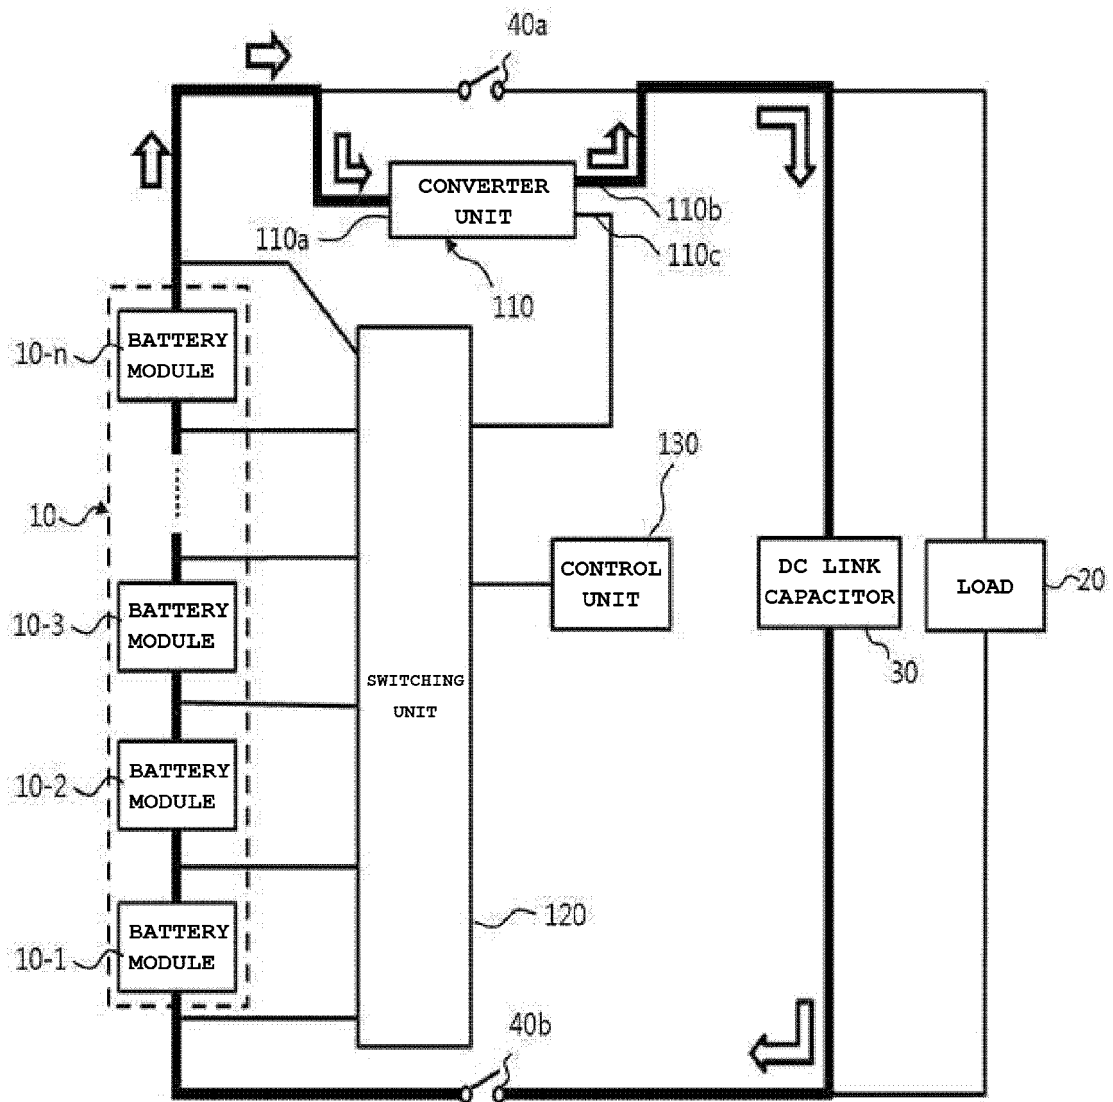 40a
CONVERTER
UNIT
110b
110a
110c
110
BATTERY
MODULE
10-n
130
10
CONTROL
UNIT
DC LINK
CAPACITOR
LOAD
20
BATTERY
MODULE
10-3
30
SWITCHING
UNIT
BATTERY
MODULE
10-2
120
BATTERY
MODULE
10-1
40b